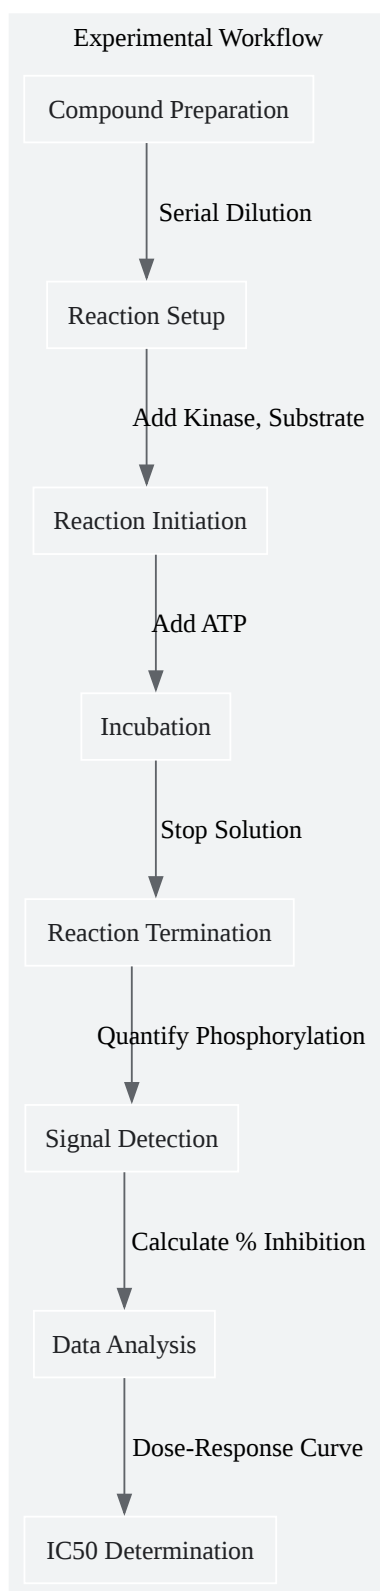 Experimental Workflow
Compound Preparation
Serial Dilution
Reaction Setup
Add Kinase, Substrate
Reaction Initiation
Add ATP
Incubation
Stop Solution
Reaction Termination
Quantify Phosphorylation
Signal Detection
Calculate % Inhibition
Data Analysis
Dose-Response Curve
IC50 Determination